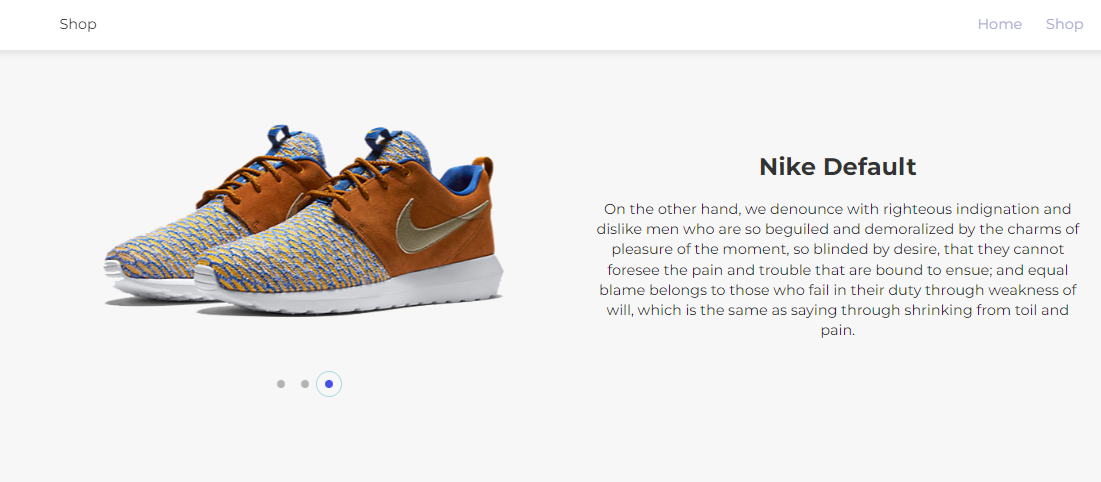 Shop
Home Shop
Nike Default
On the other hand, we denounce with righteous indignation and
dislike men who are so beguiled and demoralized by the charms of
pleasure of the moment, so blinded by desire, that they cannot
foresee the pain and trouble that are bound to ensue; and equal
blame belongs to those who fail in their duty through weakness of
will, which is the same as saying through shrinking from toil and
pain.